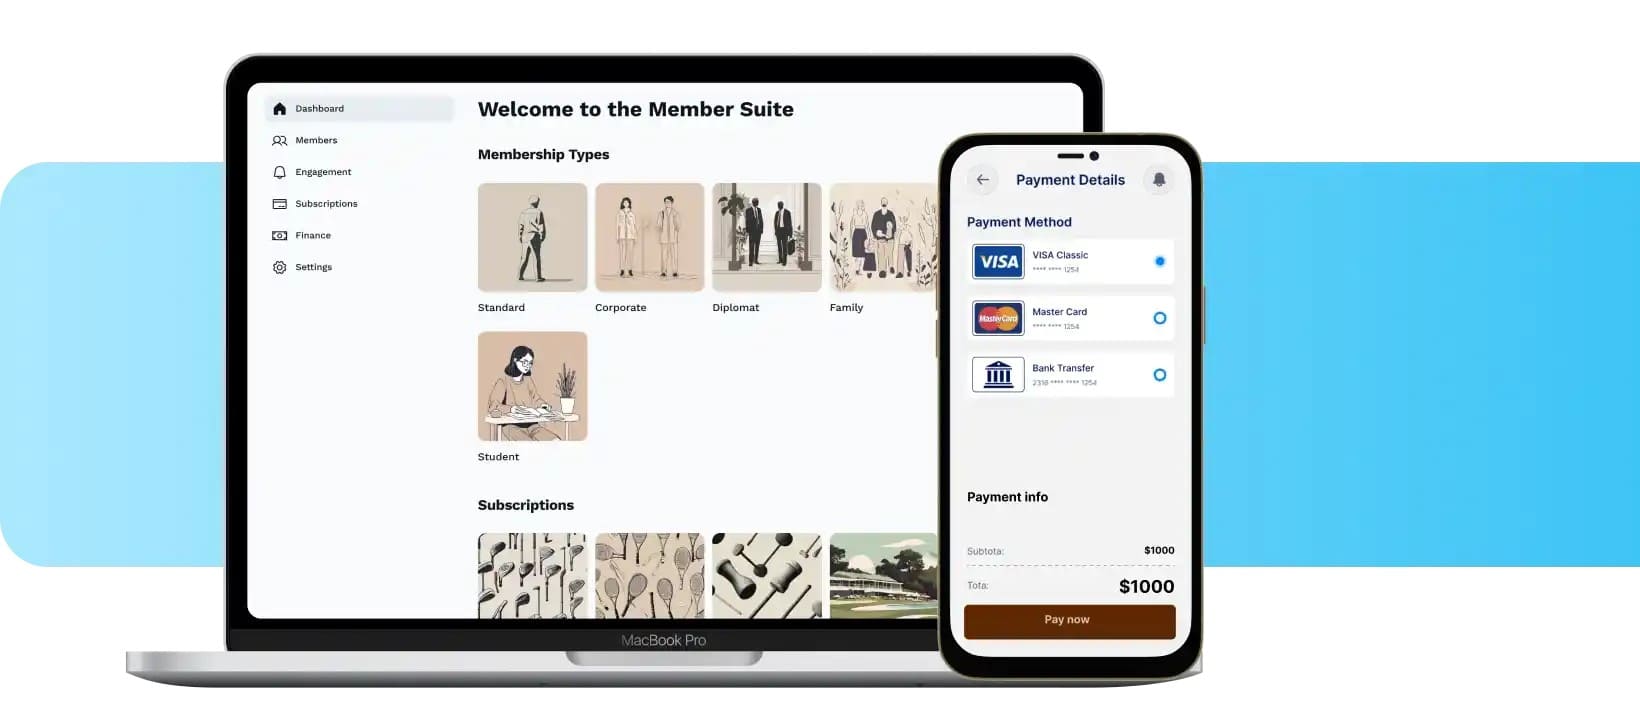 Dashboard
Members
Engagement
Subscriptions
Finance
Settings
Welcome to the Member Suite
Membership Types
Standard
Corporate
Diplomat
Family
Student
Subscriptions
MacBook Pro
Payment Details
Payment Method
VISA
VISA Classic
**** **** 1254
MasterCard
Master Card
**** **** 1254
Bank Transfer
2316 **** **** 1254
Payment info
Subtota:
$1000
Tota:
$1000
Pay now